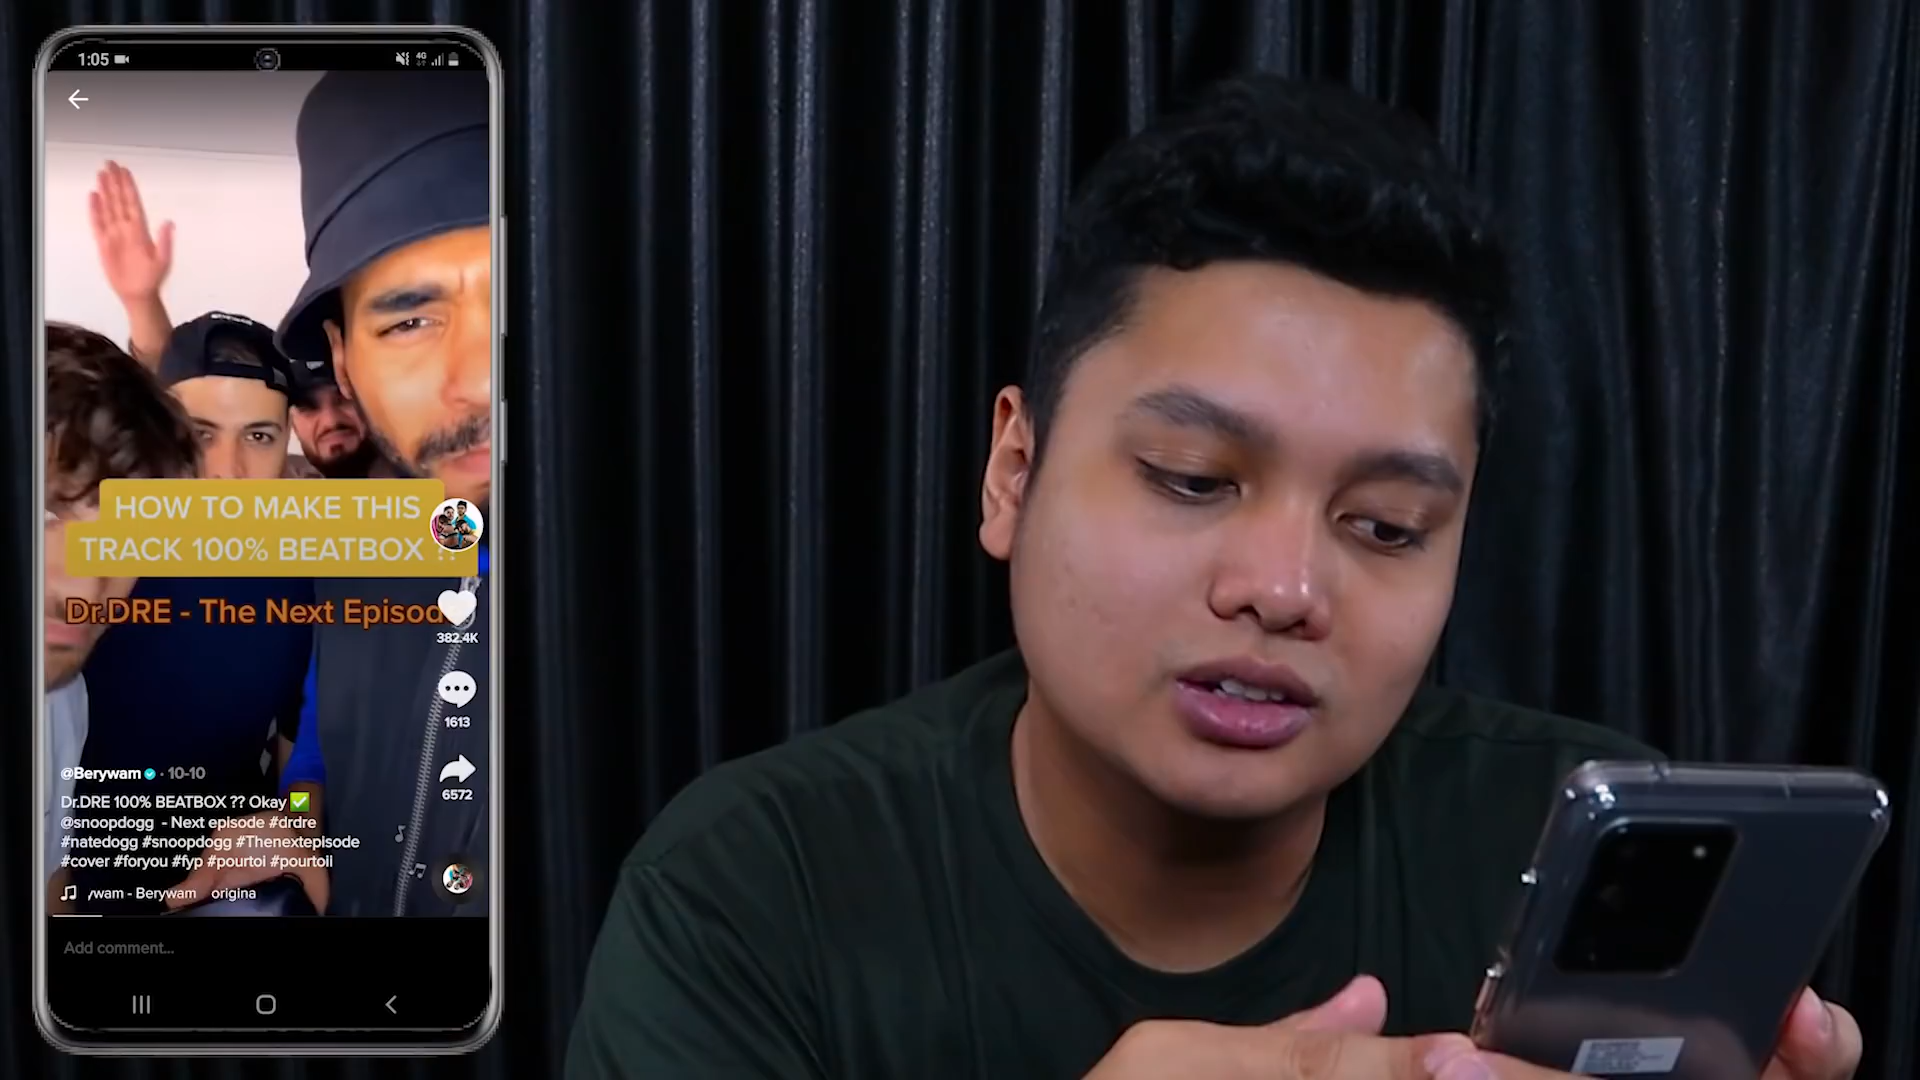 1:05
4G
HOW TO MAKE THIS
TRACK 100% BEATBOX ??
Dr.DRE - The Next Episod
382.4K
1613
6572
@Berywam · 10-10
Dr.DRE 100% BEATBOX ?? Okay ✅
@snoopdogg - Next episode #drdre
#natedogg #snoopdogg #Thenextepisode
#cover #foryou #fyp #pourtoi #pourtoii
wam - Berywam origina
Add comment...